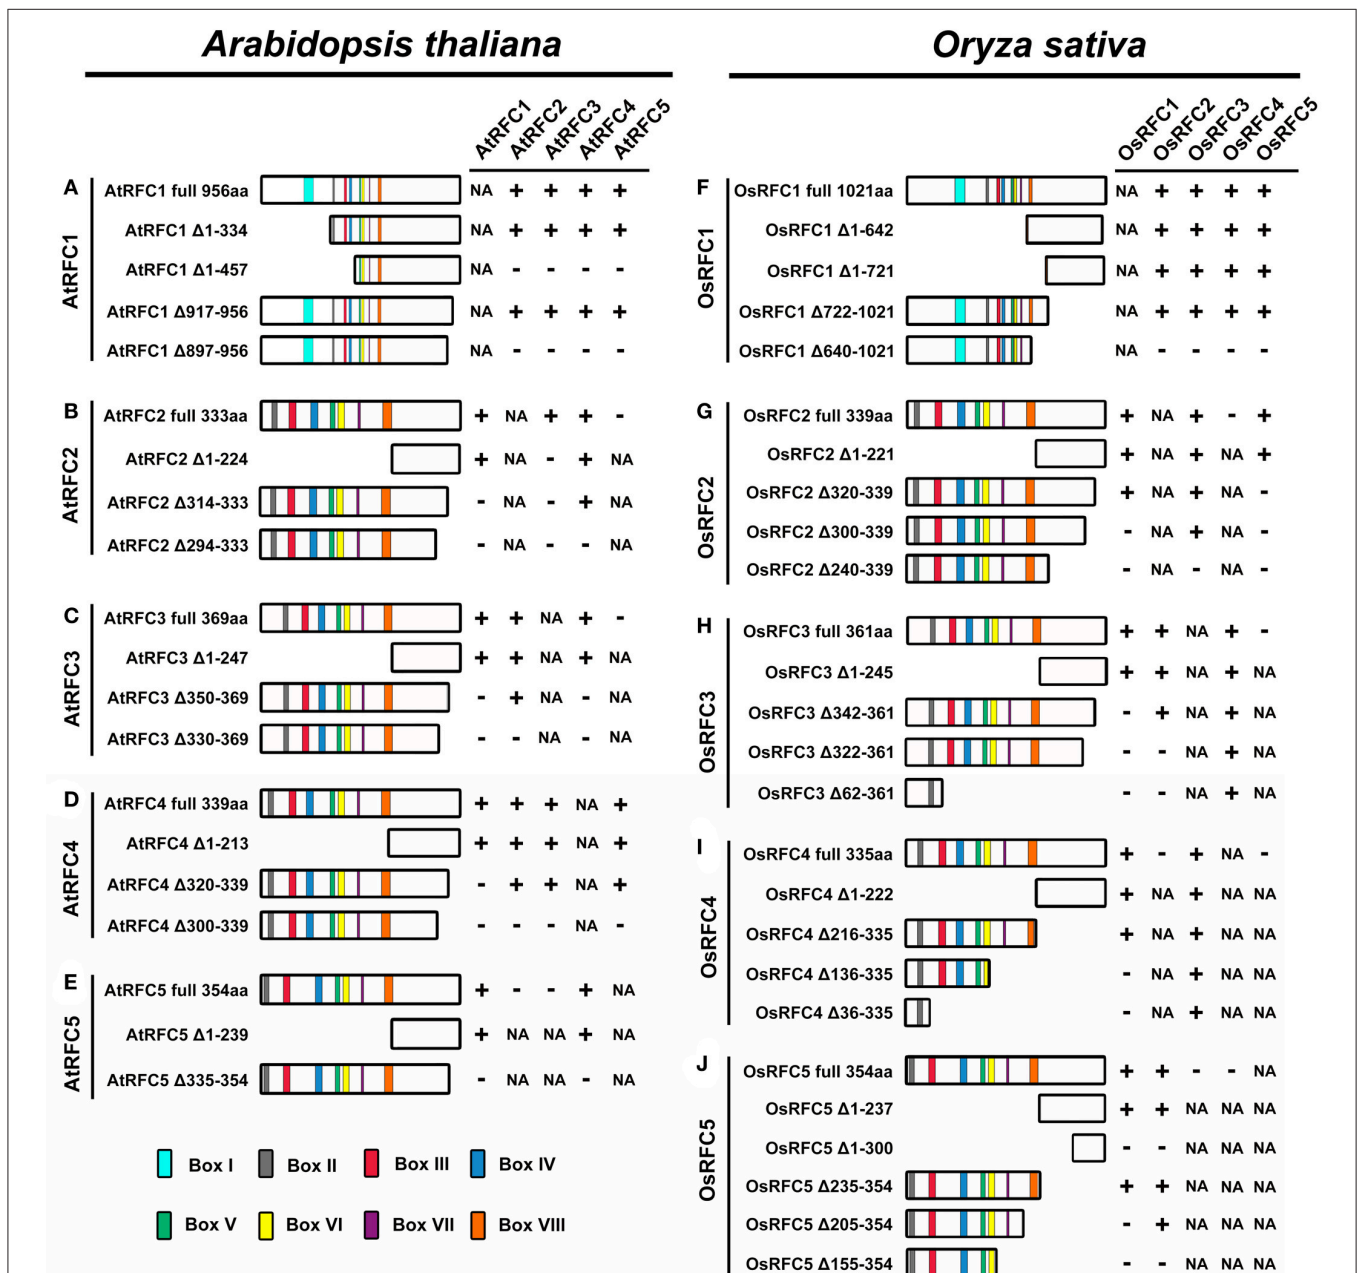 Arabidopsis thaliana
AtRFC1 AtRFC2 AtRFC3 AtRFC4 AtRFC5
A
AtRFC1
AtRFC1 full 956aa NA + + + +
AtRFC1 Δ1-334 NA + + + +
AtRFC1 Δ1-457 NA - - - -
AtRFC1 Δ917-956 NA + + + +
AtRFC1 Δ897-956 NA - - - -
B
AtRFC2
AtRFC2 full 333aa + NA + + -
AtRFC2 Δ1-224 + NA - + NA
AtRFC2 Δ314-333 - NA - + NA
AtRFC2 Δ294-333 - NA - - NA
C
AtRFC3
AtRFC3 full 369aa + + NA + -
AtRFC3 Δ1-247 + + NA + NA
AtRFC3 Δ350-369 - + NA - NA
AtRFC3 Δ330-369 - - NA - NA
D
AtRFC4
AtRFC4 full 339aa + + + NA +
AtRFC4 Δ1-213 + + + NA +
AtRFC4 Δ320-339 - + + NA +
AtRFC4 Δ300-339 - - - NA -
E
AtRFC5
AtRFC5 full 354aa + - - + NA
AtRFC5 Δ1-239 + NA NA + NA
AtRFC5 Δ335-354 - NA NA - NA
Box I Box II Box III Box IV
Box V Box VI Box VII Box VIII
Oryza sativa
OsRFC1 OsRFC2 OsRFC3 OsRFC4 OsRFC5
F
OsRFC1
OsRFC1 full 1021aa NA + + + +
OsRFC1 Δ1-642 NA + + + +
OsRFC1 Δ1-721 NA + + + +
OsRFC1 Δ722-1021 NA + + + +
OsRFC1 Δ640-1021 NA - - - -
G
OsRFC2
OsRFC2 full 339aa + NA + - +
OsRFC2 Δ1-221 + NA + NA +
OsRFC2 Δ320-339 + NA + NA -
OsRFC2 Δ300-339 - NA + NA -
OsRFC2 Δ240-339 - NA - NA -
H
OsRFC3
OsRFC3 full 361aa + + NA + -
OsRFC3 Δ1-245 + + NA + NA
OsRFC3 Δ342-361 - + NA + NA
OsRFC3 Δ322-361 - - NA + NA
OsRFC3 Δ62-361 - - NA + NA
I
OsRFC4
OsRFC4 full 335aa + - + NA -
OsRFC4 Δ1-222 + NA + NA NA
OsRFC4 Δ216-335 + NA + NA NA
OsRFC4 Δ136-335 - NA + NA NA
OsRFC4 Δ36-335 - NA + NA NA
J
OsRFC5
OsRFC5 full 354aa + + - - NA
OsRFC5 Δ1-237 + + NA NA NA
OsRFC5 Δ1-300 - - NA NA NA
OsRFC5 Δ235-354 + + NA NA NA
OsRFC5 Δ205-354 - + NA NA NA
OsRFC5 Δ155-354 - - NA NA NA